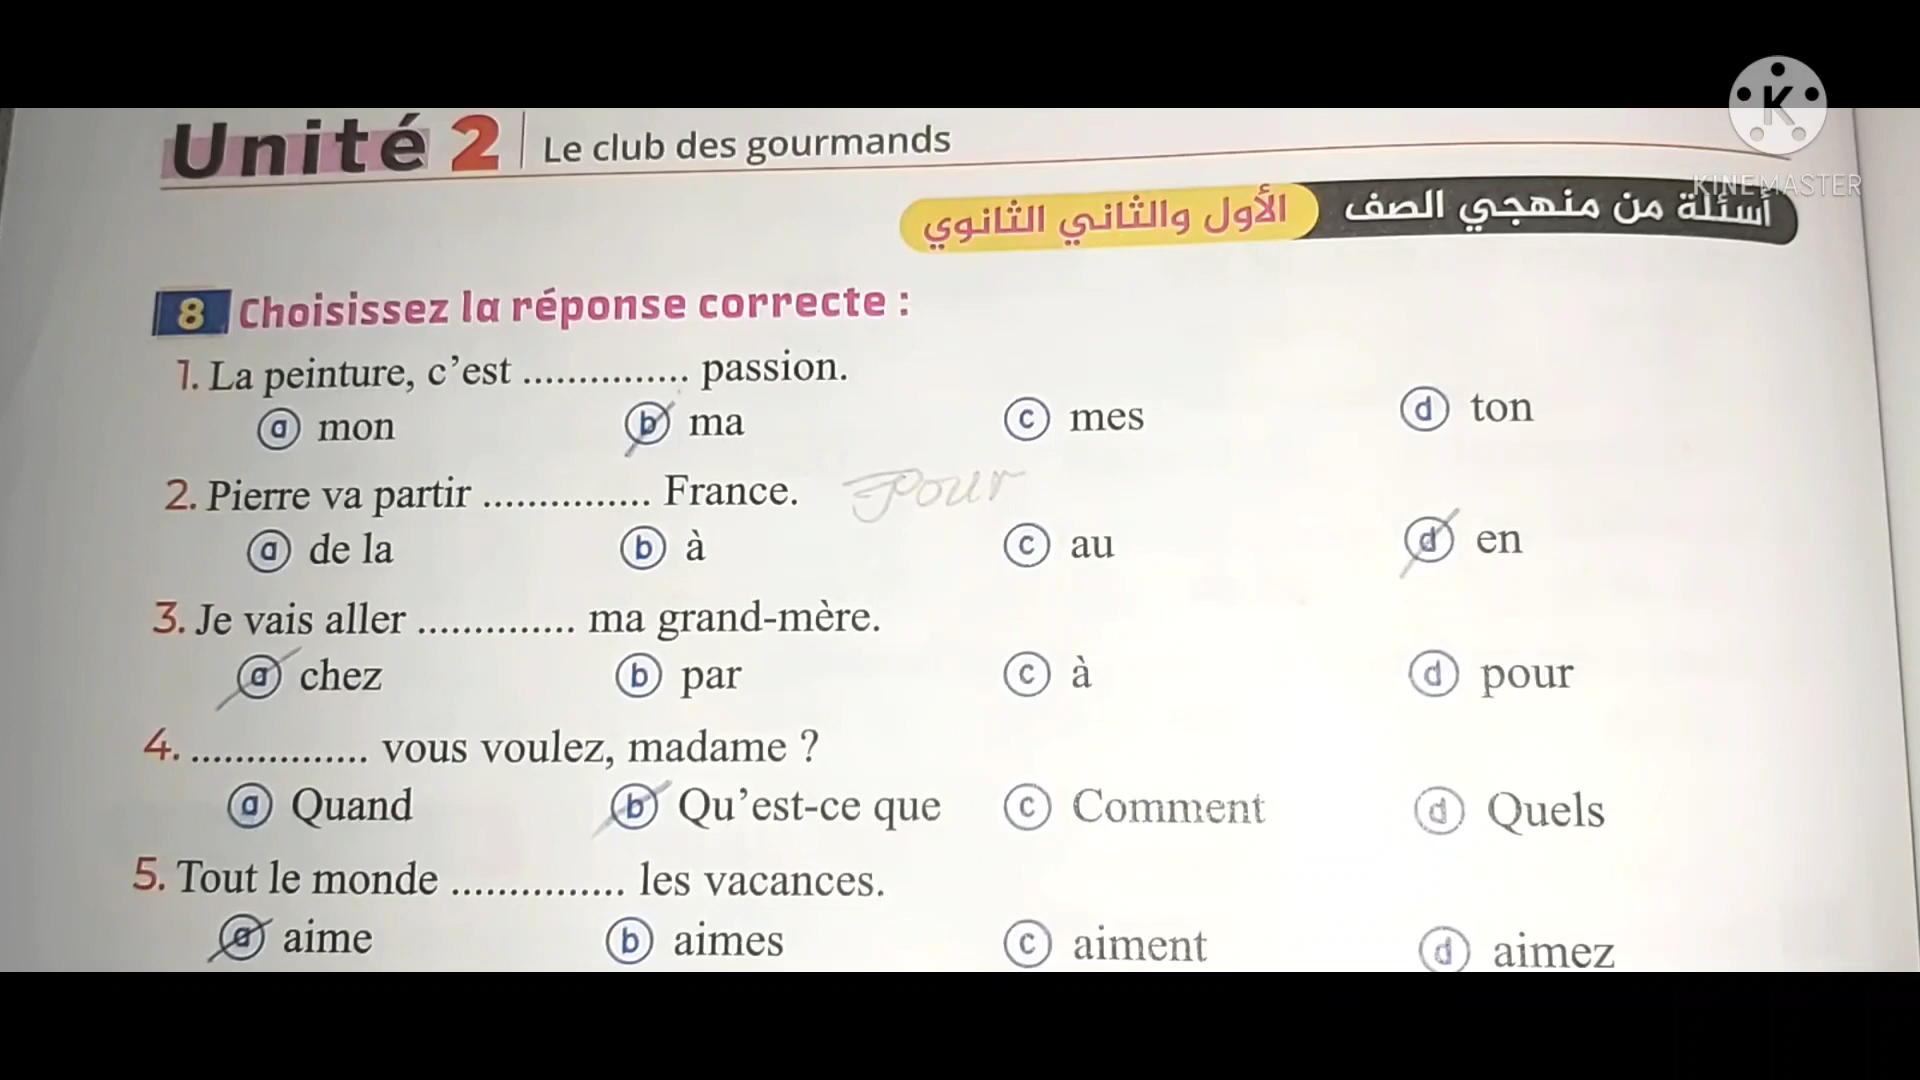 K
KINEMASTER
Unité 2 Le club des gourmands
أسئلة من منهجي الصف الأول والثاني الثانوي
8 Choisissez la réponse correcte :
1. La peinture, c’est ............... passion.
a mon b ma c mes d ton
2. Pierre va partir ............... France. Pour
a de la b à c au d en
3. Je vais aller .............. ma grand-mère.
a chez b par c à d pour
4. ................ vous voulez, madame ?
a Quand b Qu’est-ce que c Comment d Quels
5. Tout le monde ................ les vacances.
a aime b aimes c aiment d aimez